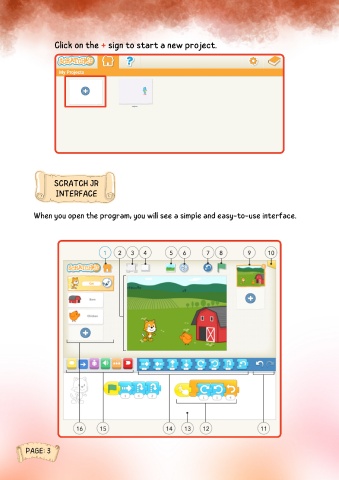 Click on the + sign to start a new project.
My Projects
SCRATCH JR
INTERFACE
When you open the program, you will see a simple and easy-to-use interface.
1 2 3 4 5 6 7 8 9 10
16 15 14 13 12 11
PAGE: 3